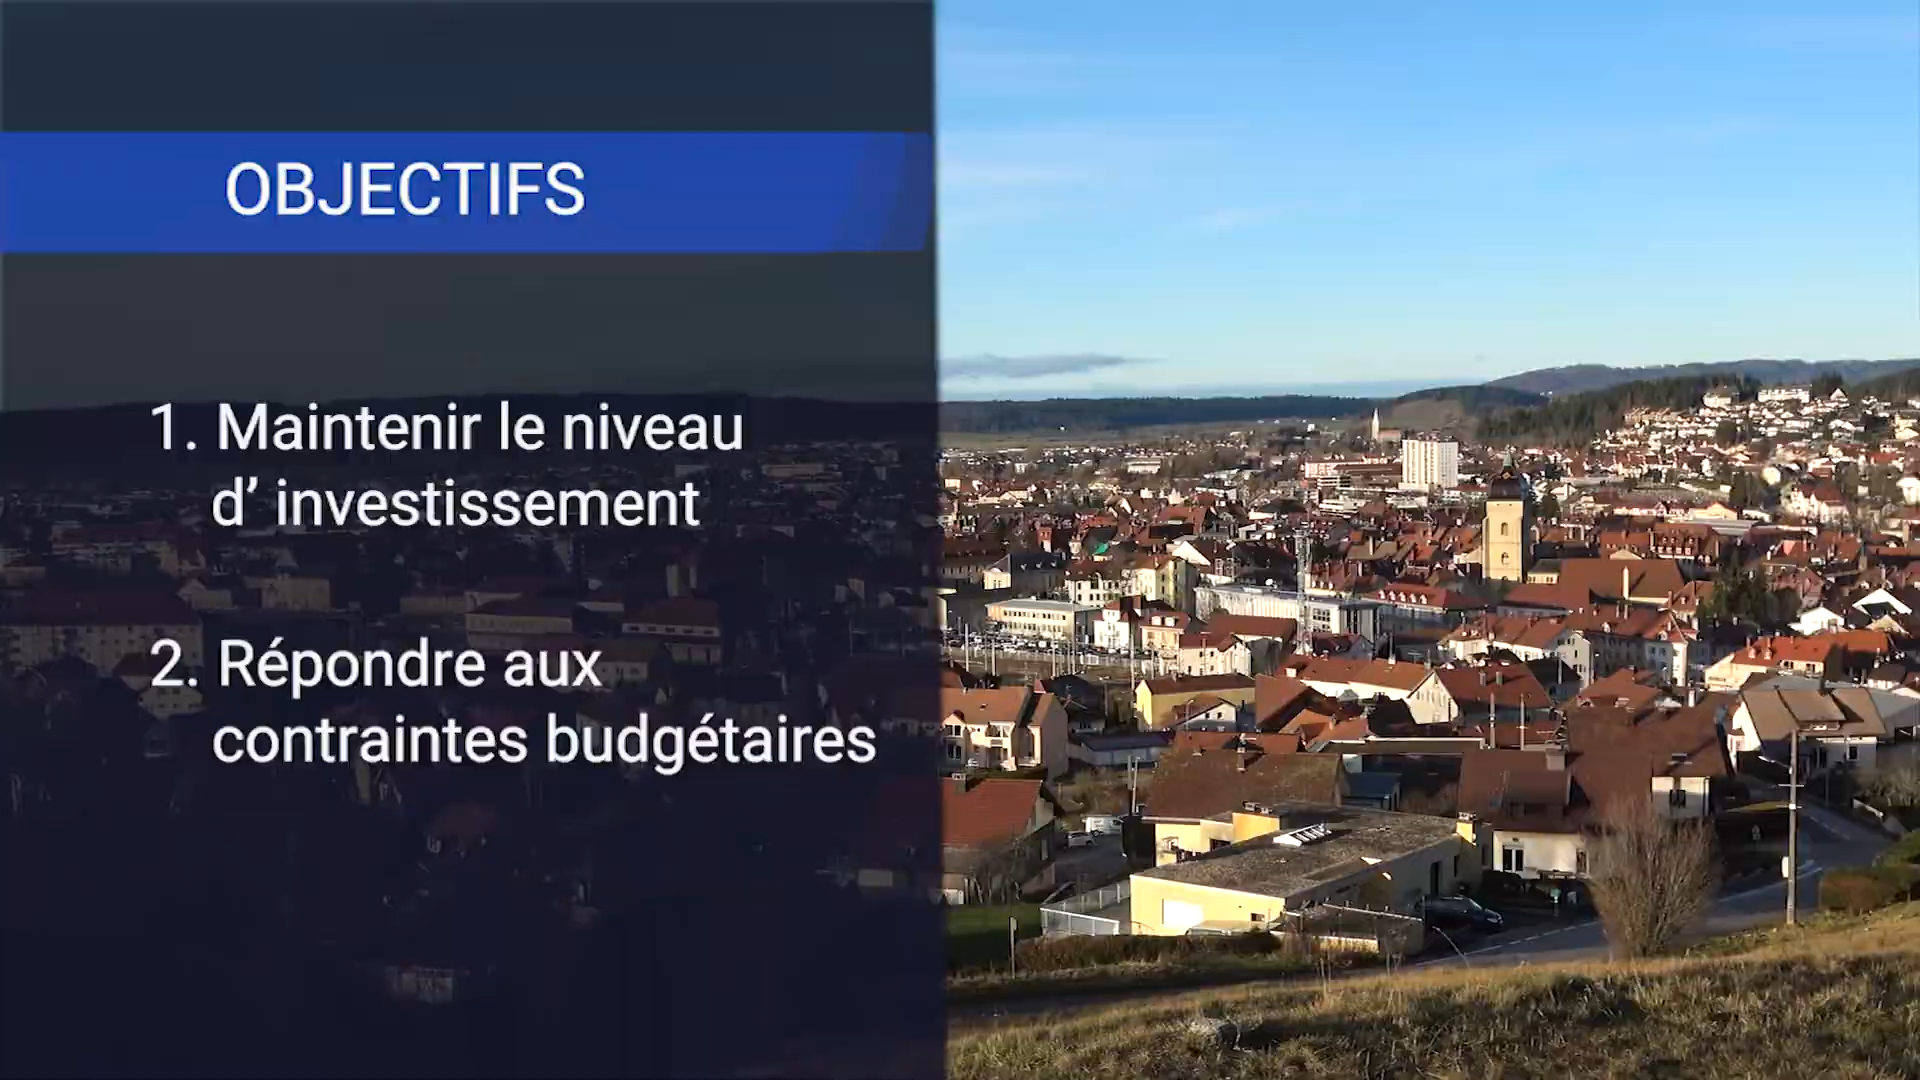 OBJECTIFS
1. Maintenir le niveau
d’ investissement
2. Répondre aux
contraintes budgétaires